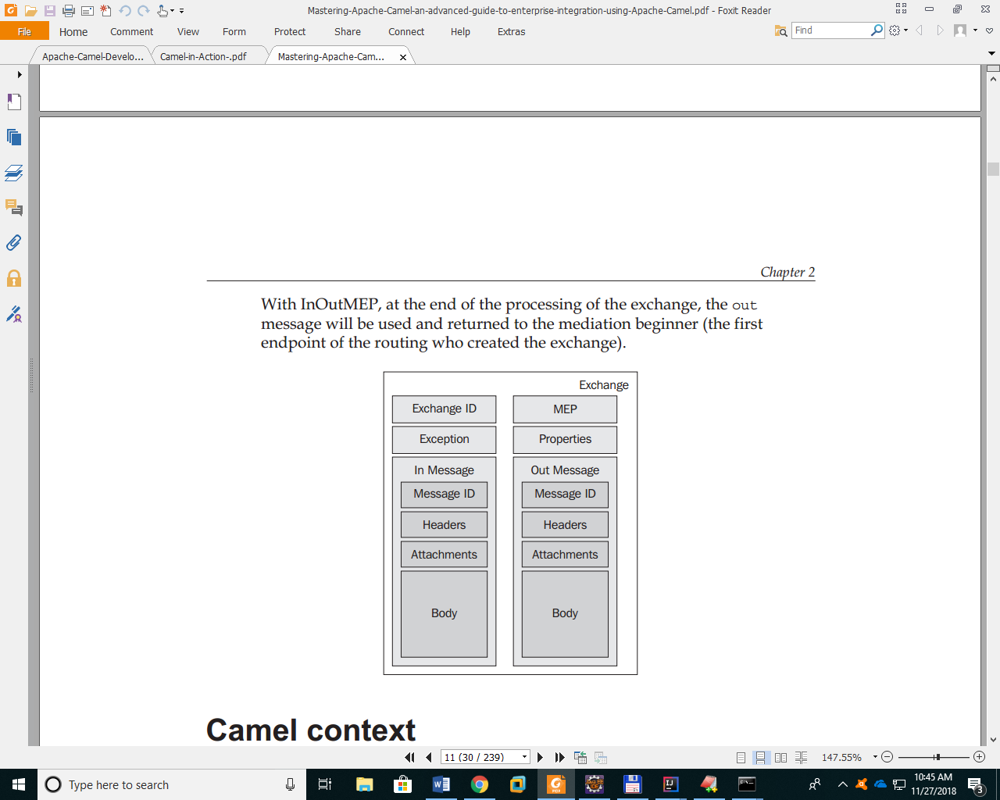 Mastering-Apache-Camel-an-advanced-guide-to-enterprise-integration-using-Apache-Camel.pdf - Foxit Reader
File Home Comment View Form Protect Share Connect Help Extras
Find
Apache-Camel-Develo... Camel-in-Action-.pdf Mastering-Apache-Cam...
Chapter 2
With InOutMEP, at the end of the processing of the exchange, the out
message will be used and returned to the mediation beginner (the first
endpoint of the routing who created the exchange).
Exchange
Exchange ID MEP
Exception Properties
In Message Out Message
Message ID Message ID
Headers Headers
Attachments Attachments
Body Body
Camel context
11 (30 / 239)
147.55%
Type here to search
10:45 AM
11/27/2018
3